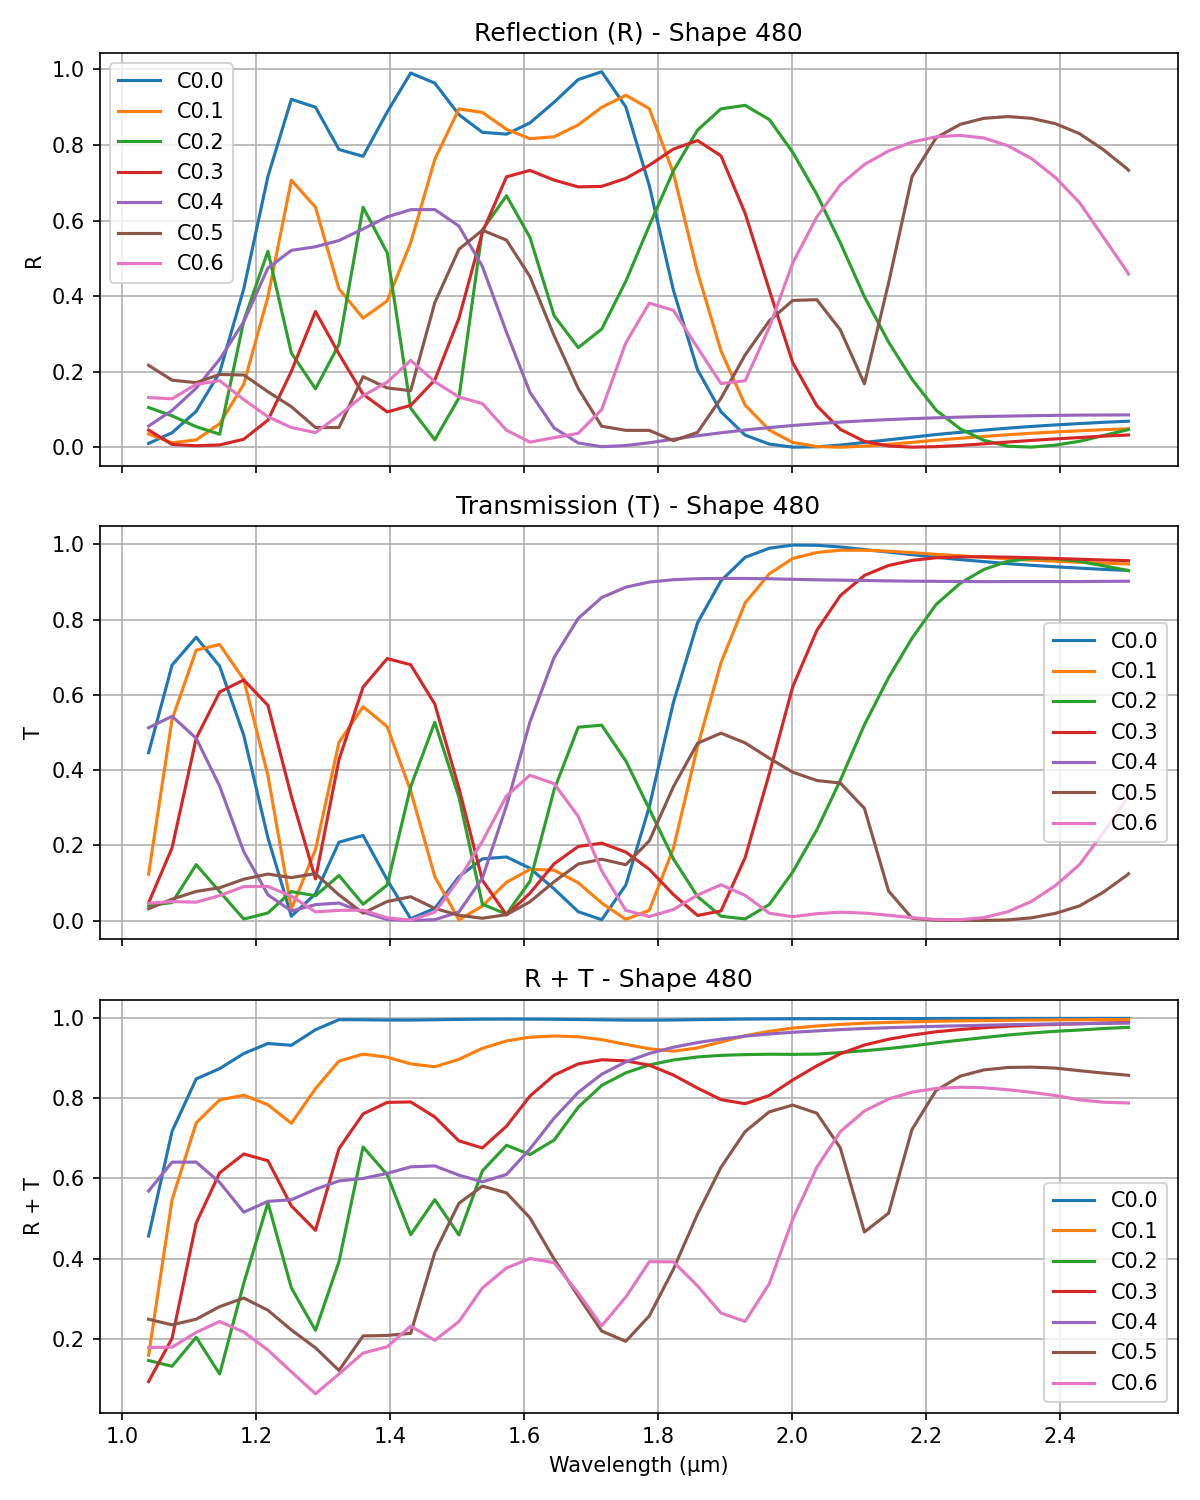 Reflection (R) - Shape 480
1.0
0.8
0.6
0.4
0.2
0.0
R
C0.0
C0.1
C0.2
C0.3
C0.4
C0.5
C0.6
Transmission (T) - Shape 480
1.0
0.8
0.6
0.4
0.2
0.0
T
C0.0
C0.1
C0.2
C0.3
C0.4
C0.5
C0.6
R + T - Shape 480
1.0
0.8
0.6
0.4
0.2
R + T
C0.0
C0.1
C0.2
C0.3
C0.4
C0.5
C0.6
1.0 1.2 1.4 1.6 1.8 2.0 2.2 2.4
Wavelength (µm)